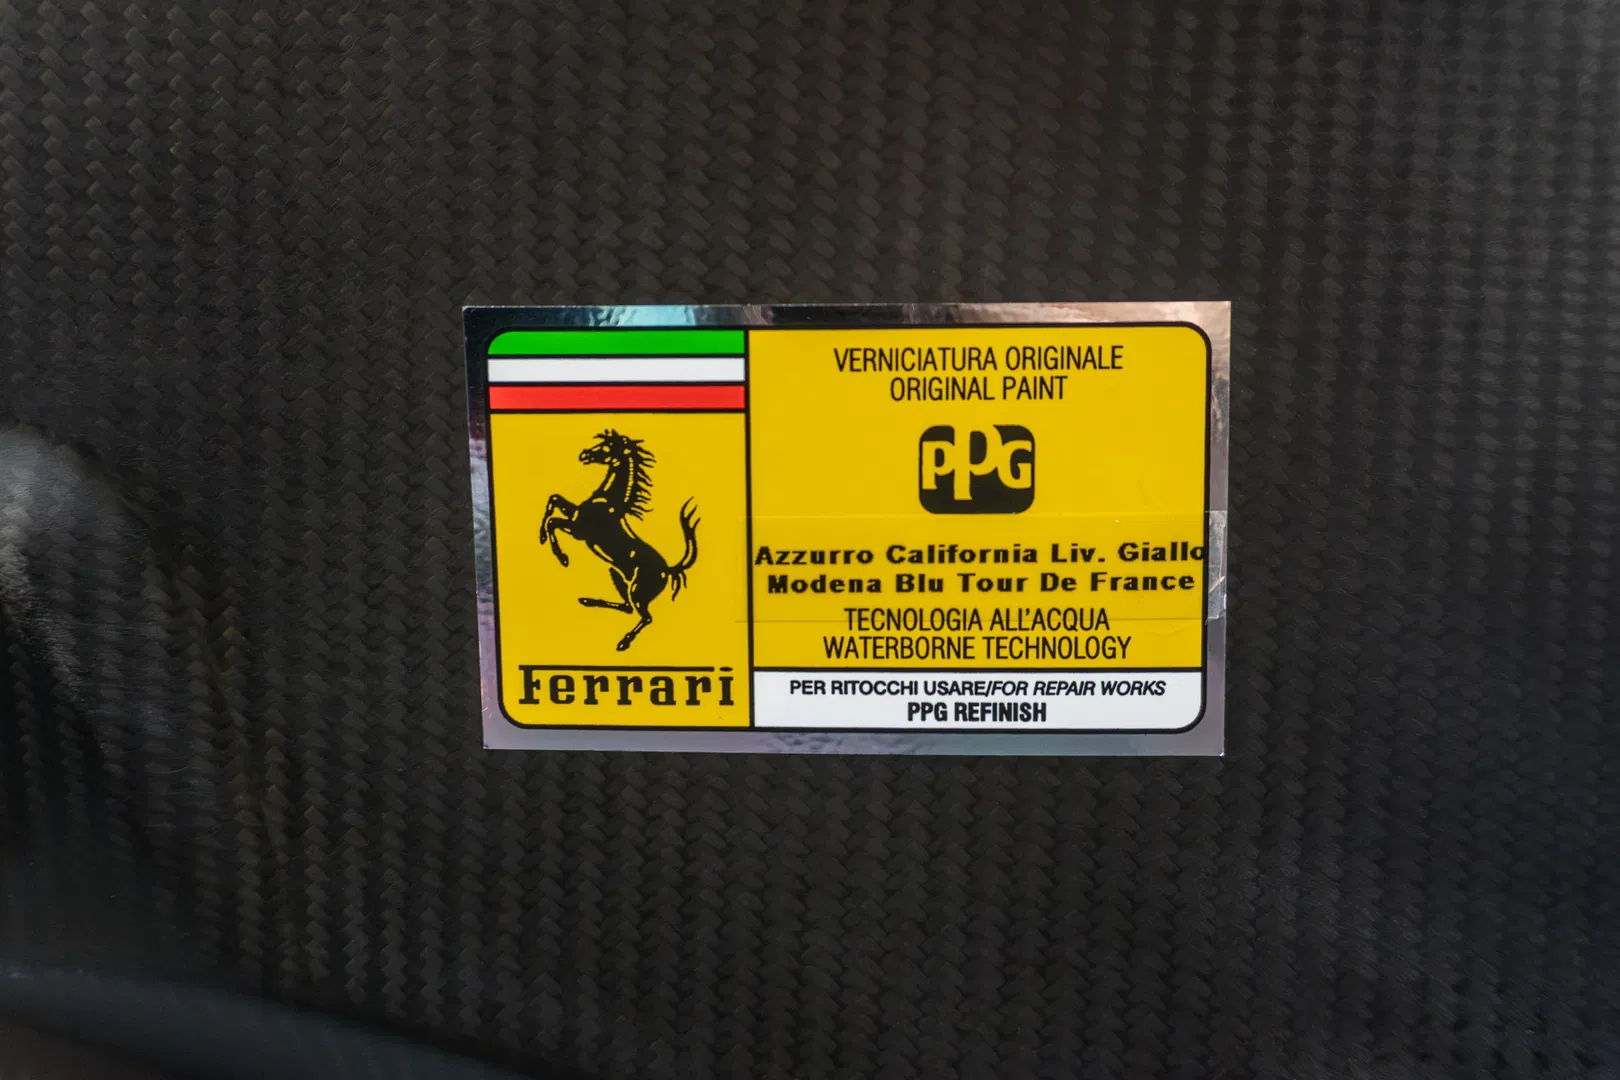 VERNICIATURA ORIGINALE
ORIGINAL PAINT
PPG
Azzurro California Liv. Giallo
Modena Blu Tour De France
TECNOLOGIA ALL'ACQUA
WATERBORNE TECHNOLOGY
Ferrari
PER RITOCCHI USARE/FOR REPAIR WORKS
PPG REFINISH